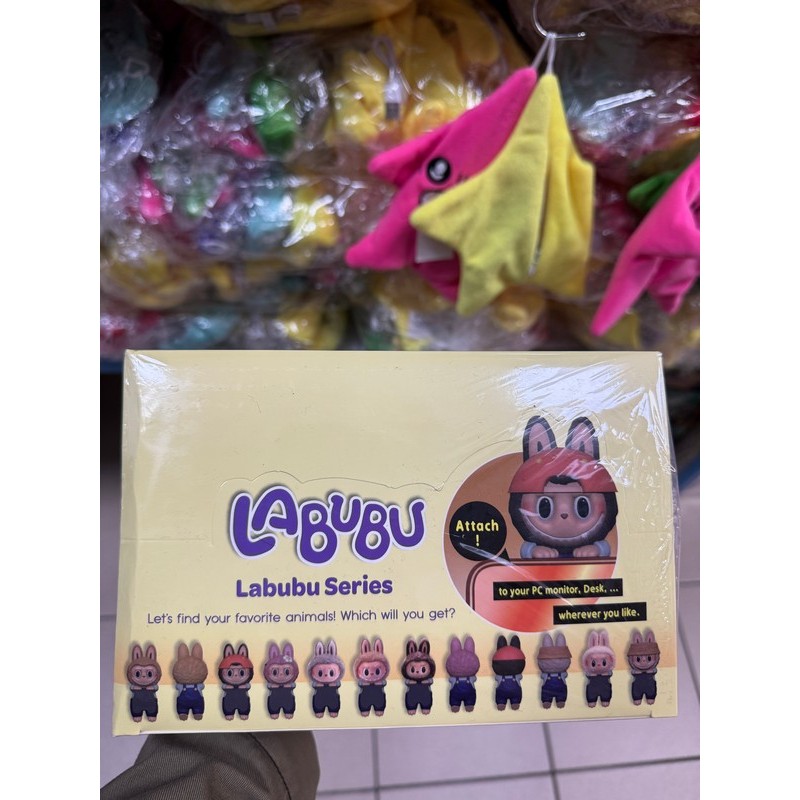 LABUBU
Labubu Series
Let's find your favorite animals! Which will you get?
Attach
!
to your PC monitor, Desk, ...
wherever you like.